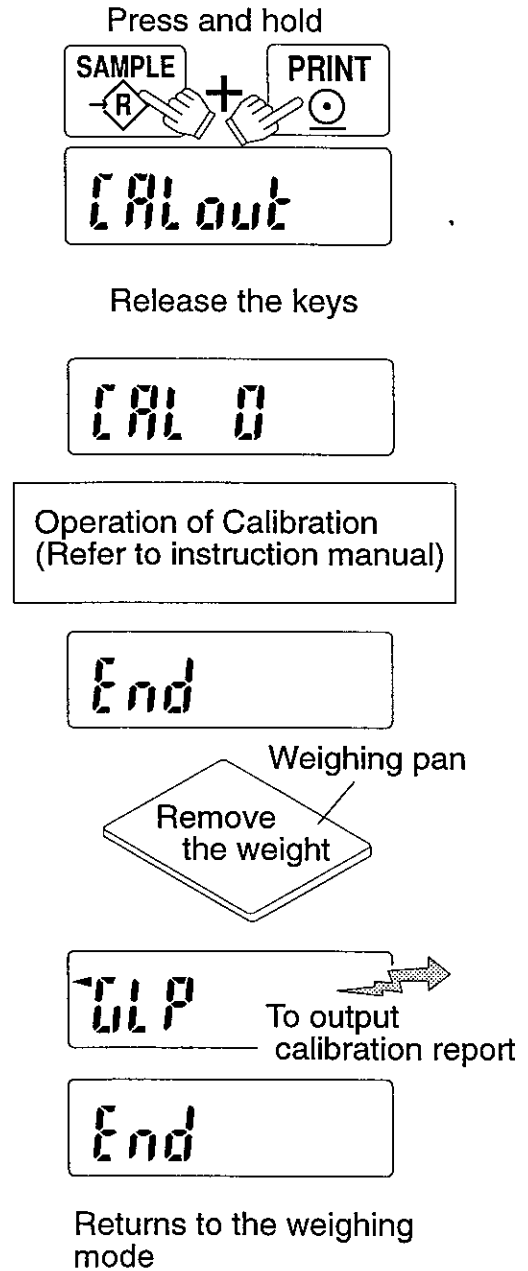 Press and hold
SAMPLE + PRINT
R
CALout
Release the keys
CAL 0
Operation of Calibration
(Refer to instruction manual)
End
Weighing pan
Remove
the weight
GLP
To output
calibration report
End
Returns to the weighing
mode